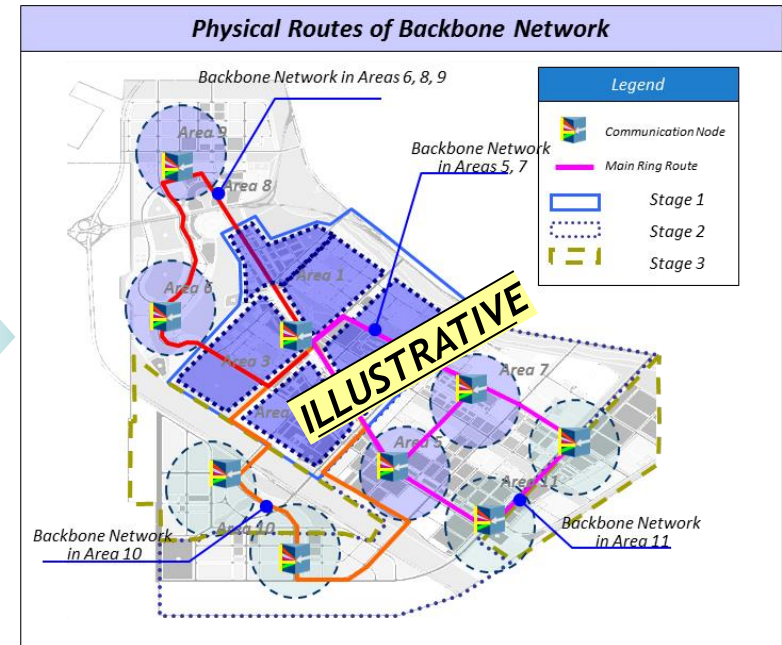 Physical Routes of Backbone Network
Backbone Network in Areas 6, 8, 9
Legend
Communication Node
Main Ring Route
Stage 1
Stage 2
Stage 3
Area 9
Backbone Network
in Areas 5, 7
Area 8
Area 1
Area 6
ILLUSTRATIVE
Area 3
Area 7
Area
Area 5
Area 11
Area 10
Backbone Network
in Area 10
Backbone Network
in Area 11